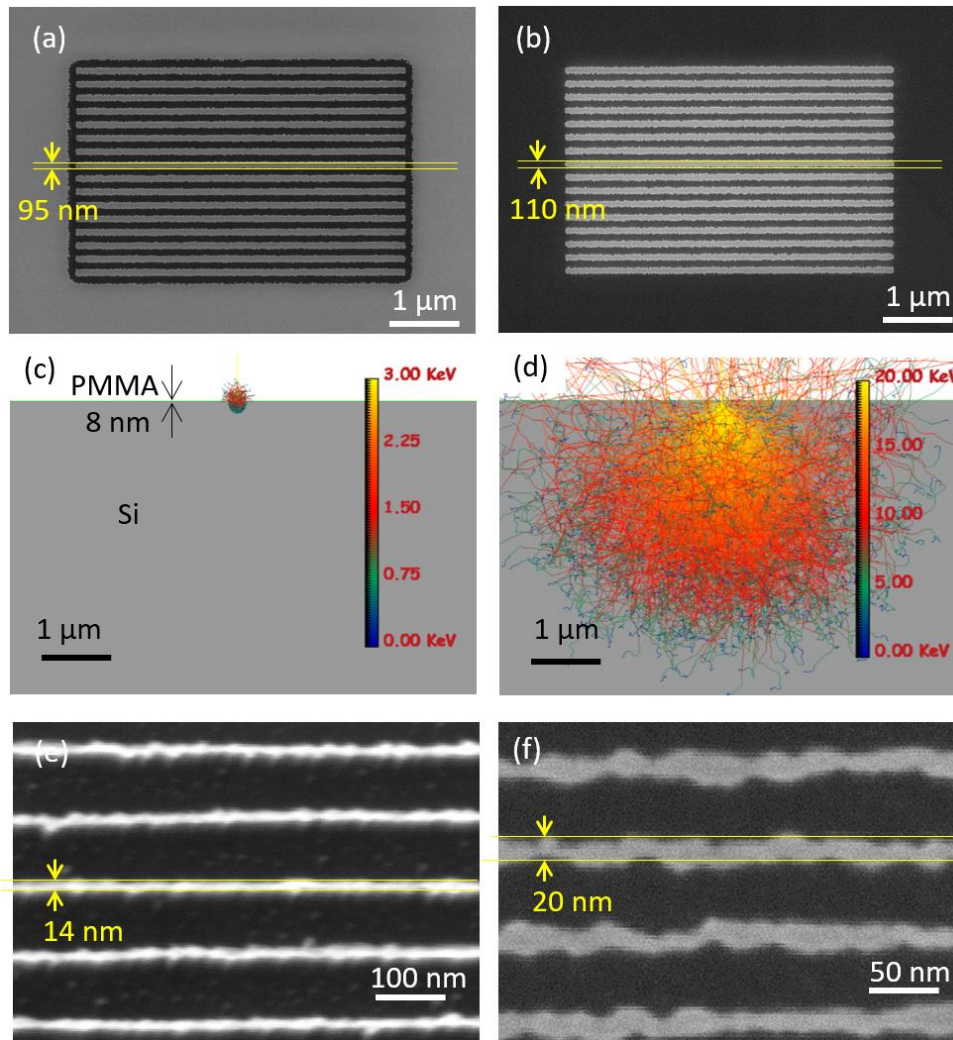 (a)
95 nm
1 µm
(b)
110 nm
1 µm
(c)
PMMA
8 nm
Si
1 µm
3.00 KeV
2.25
1.50
0.75
0.00 KeV
(d)
1 µm
20.00 KeV
15.00
10.00
5.00
0.00 KeV
(e)
14 nm
100 nm
(f)
20 nm
50 nm